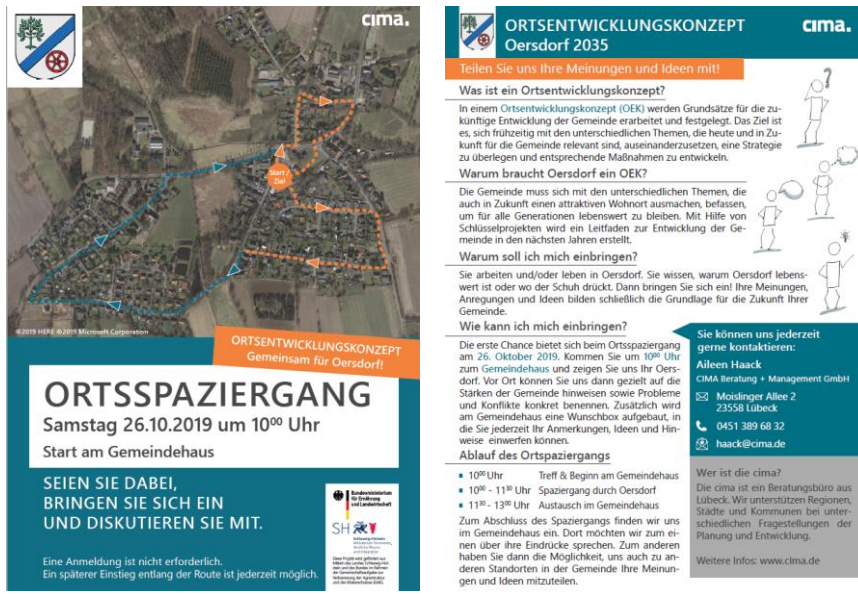 cima.
Start /
Ziel
©2019 HERE ©2019 Microsoft Corporation
ORTSENTWICKLUNGSKONZEPT
Gemeinsam für Oersdorf!
ORTSSPAZIERGANG
Samstag 26.10.2019 um 10⁰⁰ Uhr
Start am Gemeindehaus
SEIEN SIE DABEI,
BRINGEN SIE SICH EIN
UND DISKUTIEREN SIE MIT.
Eine Anmeldung ist nicht erforderlich.
Ein späterer Einstieg entlang der Route ist jederzeit möglich.
Bundesministerium
für Ernährung
und Landwirtschaft
SH
Schleswig-Holstein
ORTSENTWICKLUNGSKONZEPT
Oersdorf 2035
cima.
Teilen Sie uns Ihre Meinungen und Ideen mit!
Was ist ein Ortsentwicklungskonzept?
In einem Ortsentwicklungskonzept (OEK) werden Grundsätze für die zu-
künftige Entwicklung der Gemeinde erarbeitet und festgelegt. Das Ziel ist
es, sich frühzeitig mit den unterschiedlichen Themen, die heute und in Zu-
kunft für die Gemeinde relevant sind, auseinanderzusetzen, eine Strategie
zu überlegen und entsprechende Maßnahmen zu entwickeln.
Warum braucht Oersdorf ein OEK?
Die Gemeinde muss sich mit den unterschiedlichen Themen, die
auch in Zukunft einen attraktiven Wohnort ausmachen, befassen,
um für alle Generationen lebenswert zu bleiben. Mit Hilfe von
Schlüsselprojekten wird ein Leitfaden zur Entwicklung der Ge-
meinde in den nächsten Jahren erstellt.
Warum soll ich mich einbringen?
Sie arbeiten und/oder leben in Oersdorf. Sie wissen, warum Oersdorf lebens-
wert ist oder wo der Schuh drückt. Dann bringen Sie sich ein! Ihre Meinungen,
Anregungen und Ideen bilden schließlich die Grundlage für die Zukunft Ihrer
Gemeinde.
Wie kann ich mich einbringen?
Die erste Chance bietet sich beim Ortsspaziergang
am 26. Oktober 2019. Kommen Sie um 10⁰⁰ Uhr
zum Gemeindehaus und zeigen Sie uns Ihr Oers-
dorf. Vor Ort können Sie uns dann gezielt auf die
Stärken der Gemeinde hinweisen sowie Probleme
und Konflikte konkret benennen. Zusätzlich wird
am Gemeindehaus eine Wunschbox aufgebaut, in
die Sie jederzeit Ihr Anmerkungen, Ideen und Hin-
weise einwerfen können.
Ablauf des Ortspaziergangs
10⁰⁰ Uhr Treff & Beginn am Gemeindehaus
10⁰⁰ - 11³⁰ Uhr Spaziergang durch Oersdorf
11³⁰ - 13⁰⁰ Uhr Austausch im Gemeindehaus
Zum Abschluss des Spaziergangs finden wir uns
im Gemeindehaus ein. Dort möchten wir zum ei-
nen über ihre Eindrücke sprechen. Zum anderen
haben Sie dann die Möglichkeit, uns auch zu an-
deren Standorten in der Gemeinde Ihre Meinun-
gen und Ideen mitzuteilen.
Sie können uns jederzeit
gerne kontaktieren:
Aileen Haack
CIMA Beratung + Management GmbH
Moislinger Allee 2
23558 Lübeck
0451 389 68 32
haack@cima.de
Wer ist die cima?
Die cima ist ein Beratungsbüro aus
Lübeck. Wir unterstützen Regionen,
Städte und Kommunen bei unter-
schiedlichen Fragestellungen der
Planung und Entwicklung.
Weitere Infos: www.cima.de